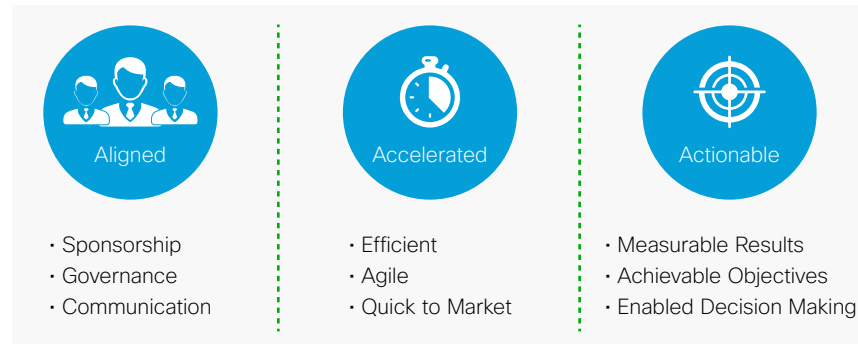 Aligned
· Sponsorship
· Governance
· Communication
Accelerated
· Efficient
· Agile
· Quick to Market
Actionable
· Measurable Results
· Achievable Objectives
· Enabled Decision Making